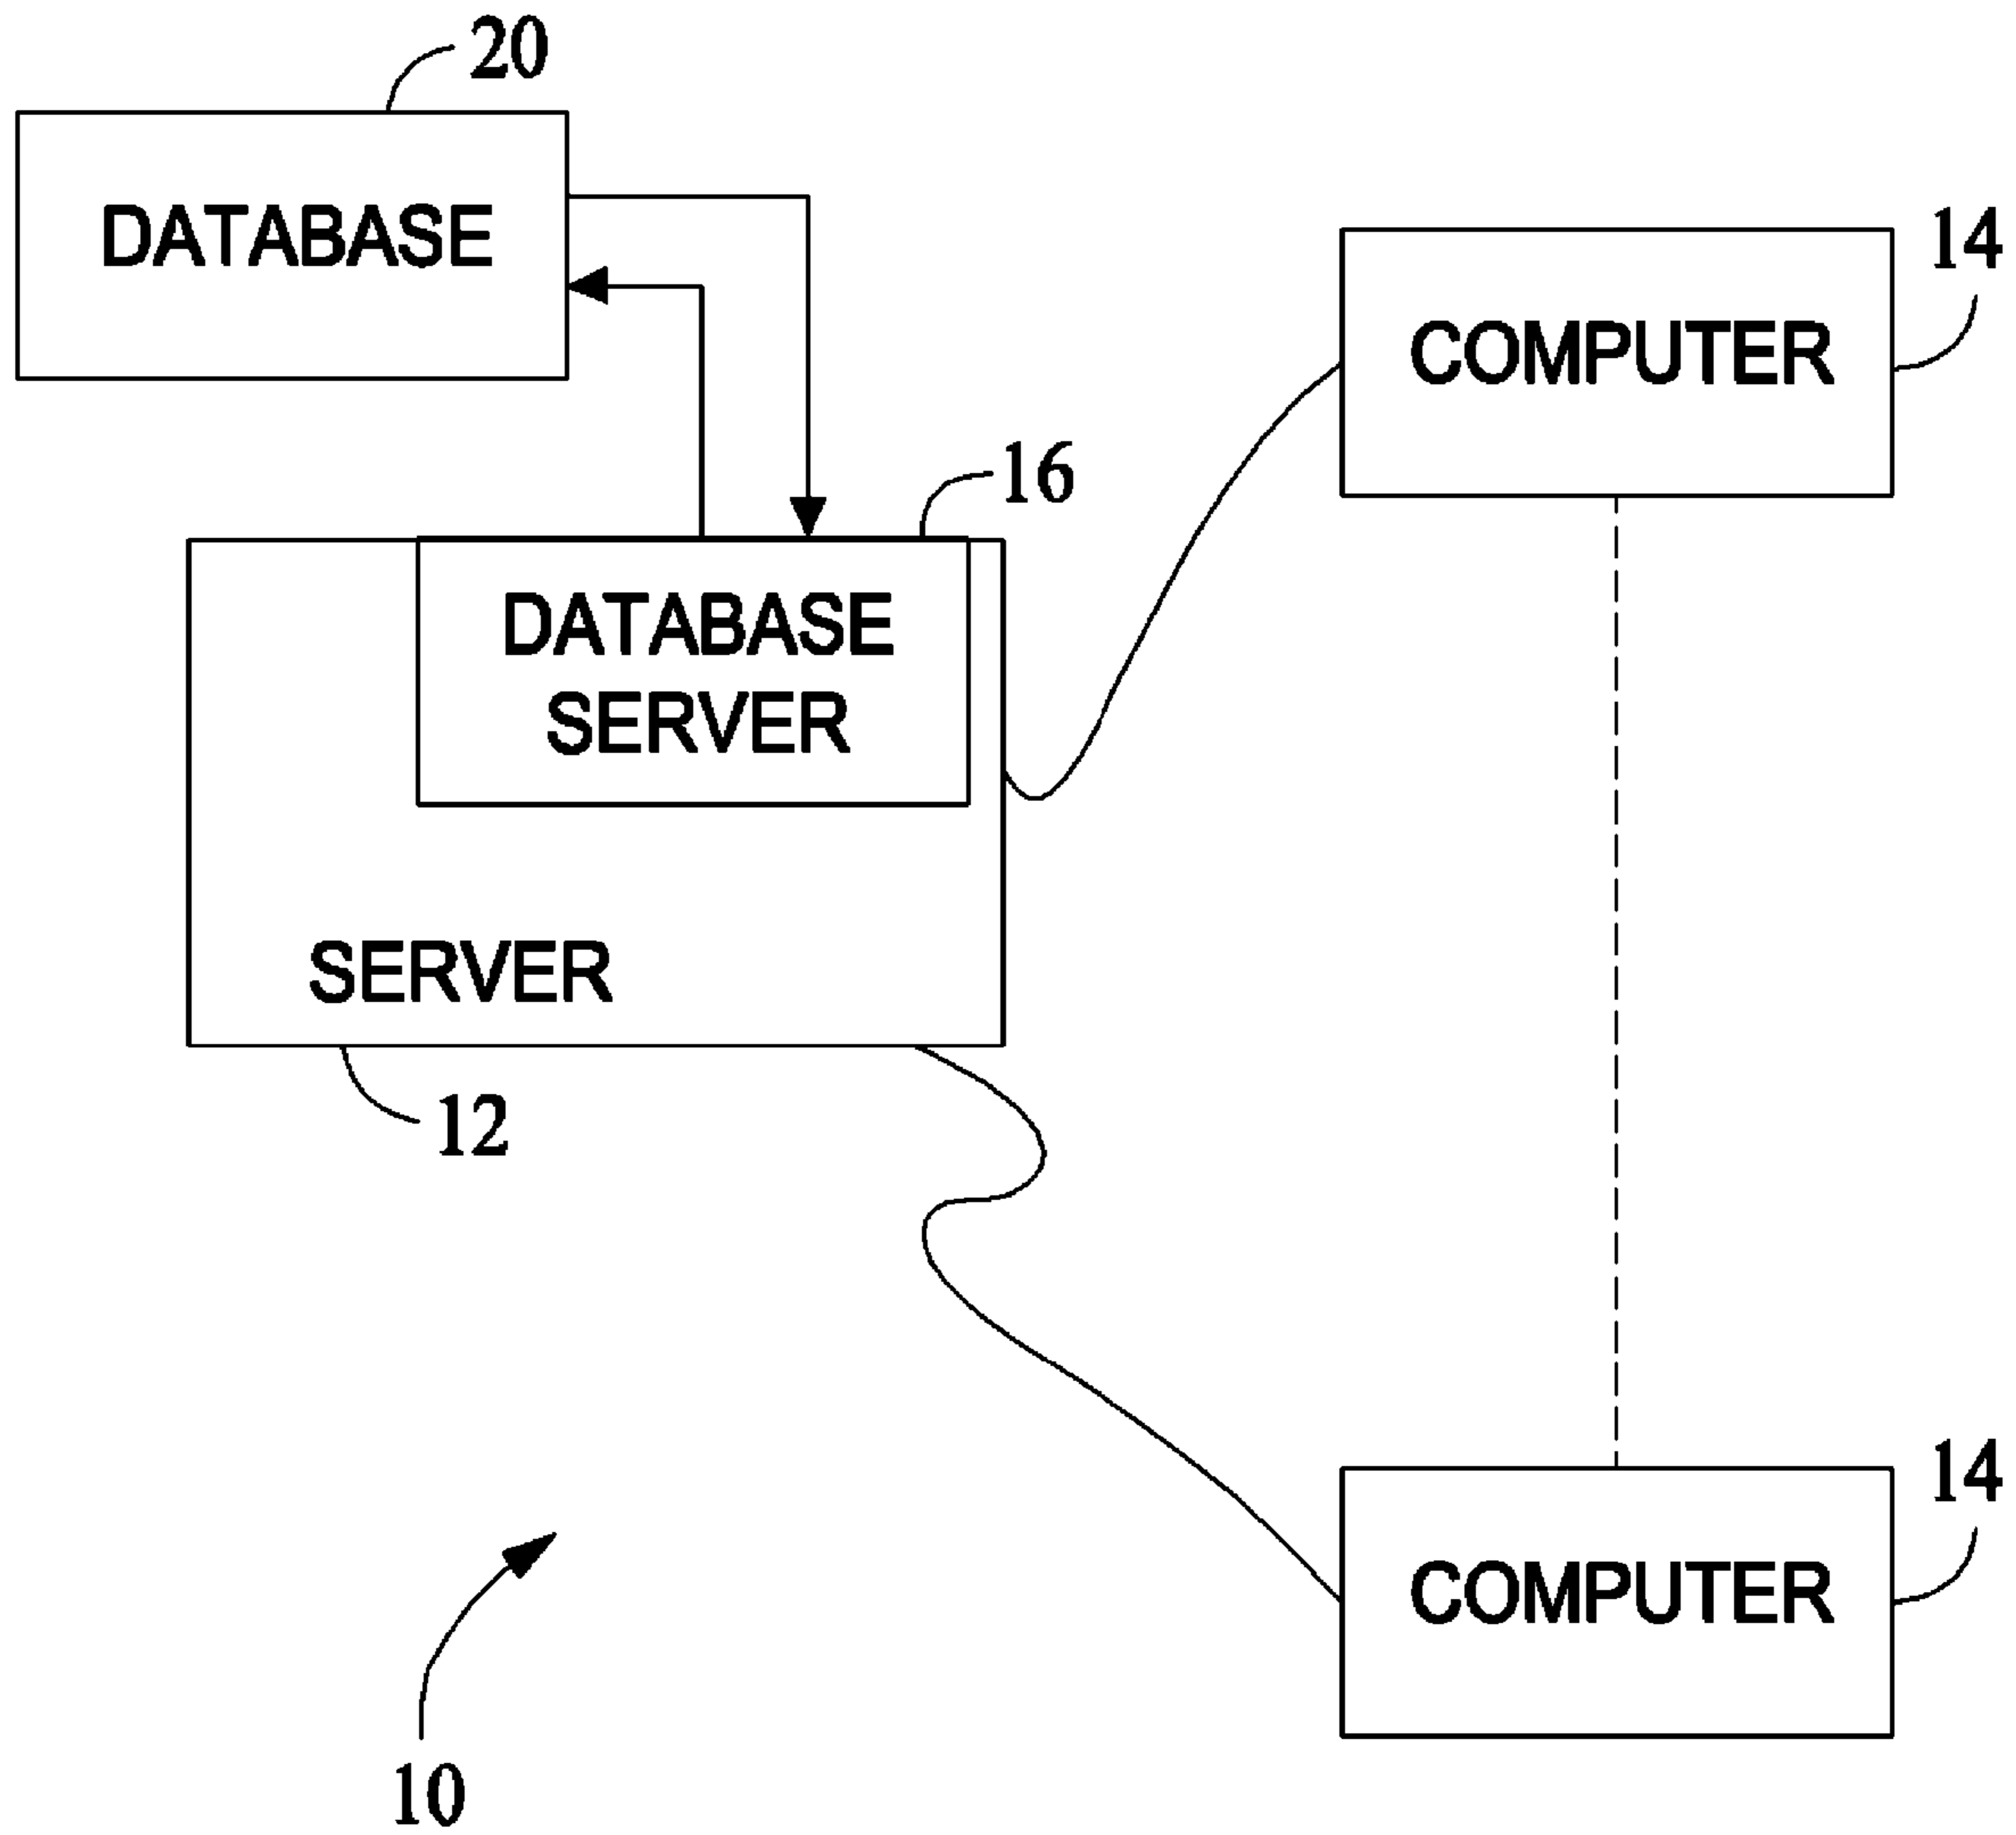 20
DATABASE
14
COMPUTER
16
DATABASE
SERVER
SERVER
12
14
COMPUTER
10